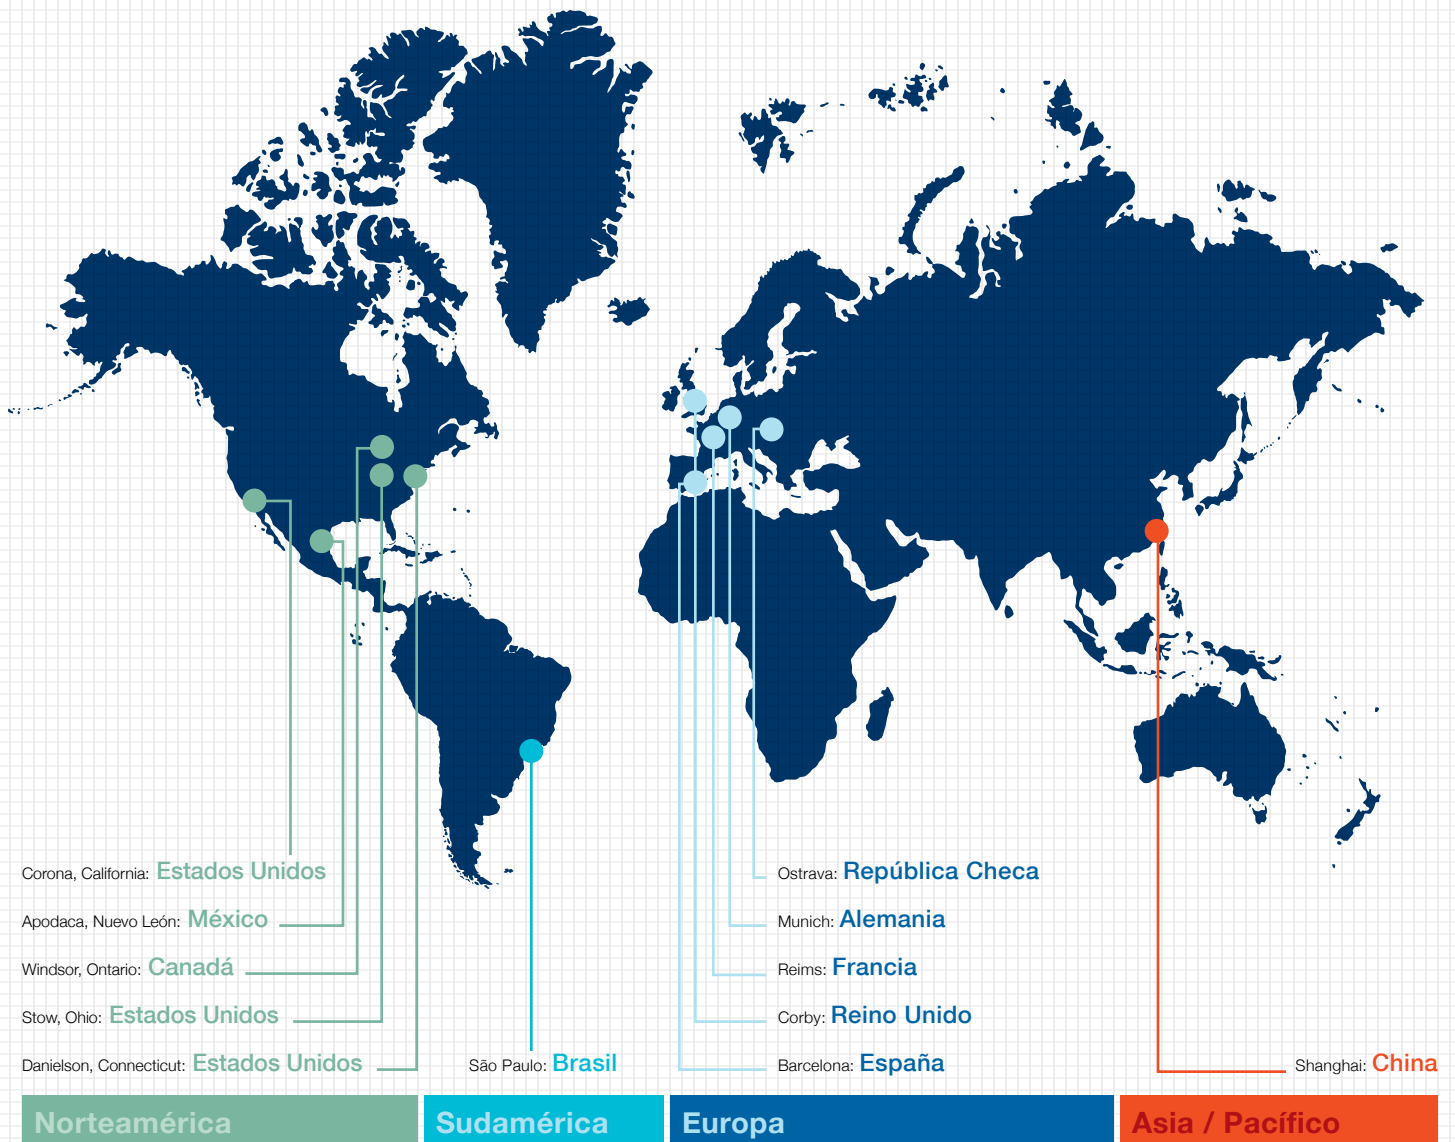 Corona, California: Estados Unidos
Apodaca, Nuevo León: México
Windsor, Ontario: Canadá
Stow, Ohio: Estados Unidos
Danielson, Connecticut: Estados Unidos
São Paulo: Brasil
Ostrava: República Checa
Munich: Alemania
Reims: Francia
Corby: Reino Unido
Barcelona: España
Shanghai: China
Norteamérica
Sudamérica
Europa
Asia / Pacífico